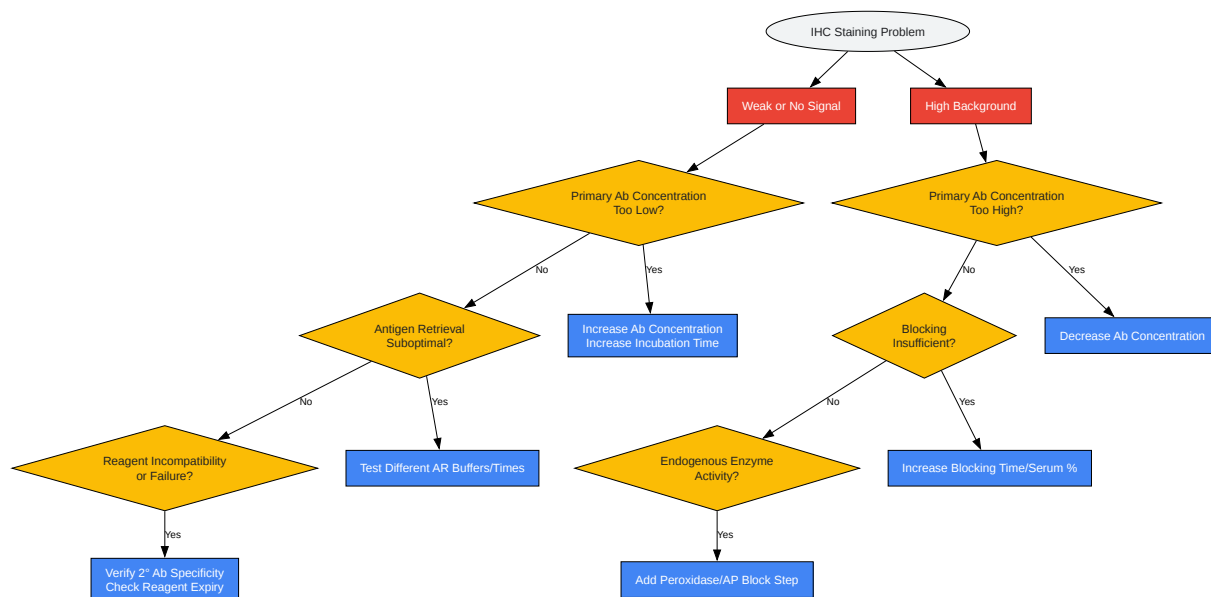 IHC Staining Problem
Weak or No Signal
High Background
Primary Ab Concentration
Too Low?
Primary Ab Concentration
Too High?
No
Yes
No
Yes
Antigen Retrieval
Suboptimal?
Increase Ab Concentration
Increase Incubation Time
Blocking
Insufficient?
Decrease Ab Concentration
No
Yes
No
Yes
Reagent Incompatibility
or Failure?
Test Different AR Buffers/Times
Endogenous Enzyme
Activity?
Increase Blocking Time/Serum %
Yes
Yes
Verify 2° Ab Specificity
Check Reagent Expiry
Add Peroxidase/AP Block Step